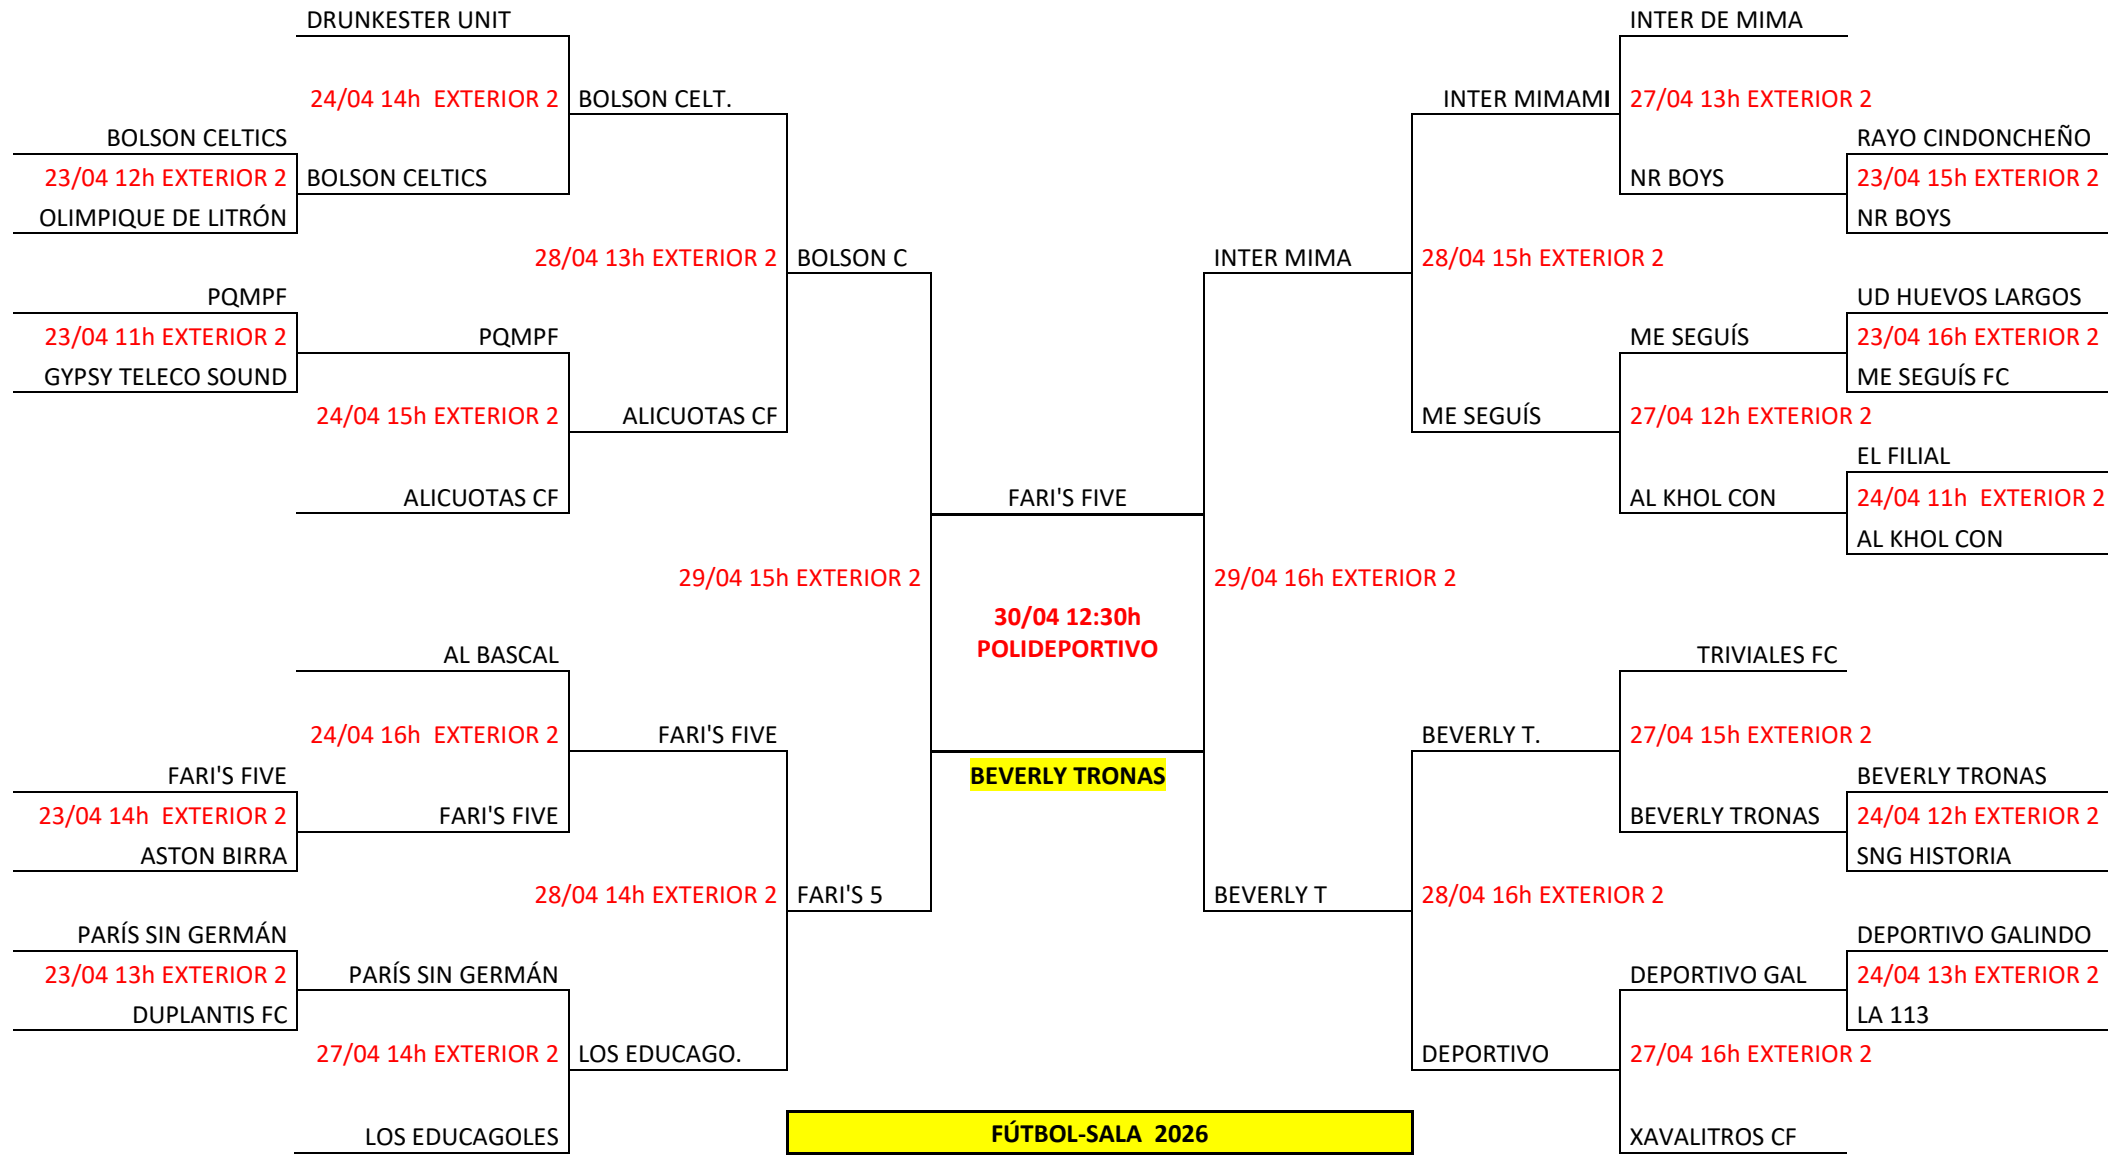 DRUNKESTER UNIT
INTER DE MIMA
24/04 14h  EXTERIOR 2
BOLSON CELT.
INTER MIMAMI
27/04 13h EXTERIOR 2
BOLSON CELTICS
RAYO CINDONCHEÑO
23/04 12h EXTERIOR 2
BOLSON CELTICS
NR BOYS
23/04 15h EXTERIOR 2
OLIMPIQUE DE LITRÓN
NR BOYS
28/04 13h EXTERIOR 2
BOLSON C
INTER MIMA
28/04 15h EXTERIOR 2
PQMPF
UD HUEVOS LARGOS
23/04 11h EXTERIOR 2
PQMPF
ME SEGUÍS
23/04 16h EXTERIOR 2
GYPSY TELECO SOUND
ME SEGUÍS FC
24/04 15h EXTERIOR 2
ALICUOTAS CF
ME SEGUÍS
27/04 12h EXTERIOR 2
EL FILIAL
ALICUOTAS CF
FARI'S FIVE
AL KHOL CON
24/04 11h  EXTERIOR 2
AL KHOL CON
29/04 15h EXTERIOR 2
29/04 16h EXTERIOR 2
30/04 12:30h
POLIDEPORTIVO
AL BASCAL
TRIVIALES FC
24/04 16h  EXTERIOR 2
FARI'S FIVE
BEVERLY T.
27/04 15h EXTERIOR 2
FARI'S FIVE
BEVERLY TRONAS
BEVERLY TRONAS
23/04 14h  EXTERIOR 2
FARI'S FIVE
BEVERLY TRONAS
24/04 12h EXTERIOR 2
ASTON BIRRA
SNG HISTORIA
28/04 14h EXTERIOR 2
FARI'S 5
BEVERLY T
28/04 16h EXTERIOR 2
PARÍS SIN GERMÁN
DEPORTIVO GALINDO
23/04 13h EXTERIOR 2
PARÍS SIN GERMÁN
DEPORTIVO GAL
24/04 13h EXTERIOR 2
DUPLANTIS FC
LA 113
27/04 14h EXTERIOR 2
LOS EDUCAGO.
DEPORTIVO
27/04 16h EXTERIOR 2
LOS EDUCAGOLES
FÚTBOL-SALA  2026
XAVALITROS CF